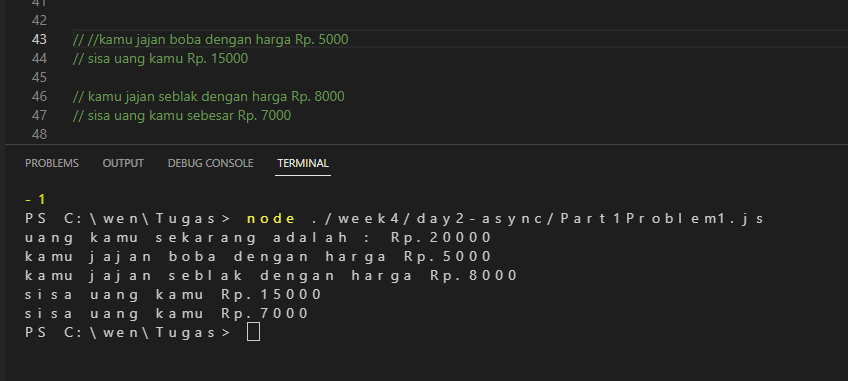 41
42
43 // //kamu jajan boba dengan harga Rp. 5000
44 // sisa uang kamu Rp. 15000
45
46 // kamu jajan seblak dengan harga Rp. 8000
47 // sisa uang kamu sebesar Rp. 7000
48
PROBLEMS OUTPUT DEBUG CONSOLE TERMINAL
- 1
PS C:\wen\Tugas> node ./week4/day2-async/Part1Problem1.js
uang kamu sekarang adalah : Rp.20000
kamu jajan boba dengan harga Rp.5000
kamu jajan seblak dengan harga Rp.8000
sisa uang kamu Rp.15000
sisa uang kamu Rp.7000
PS C:\wen\Tugas>